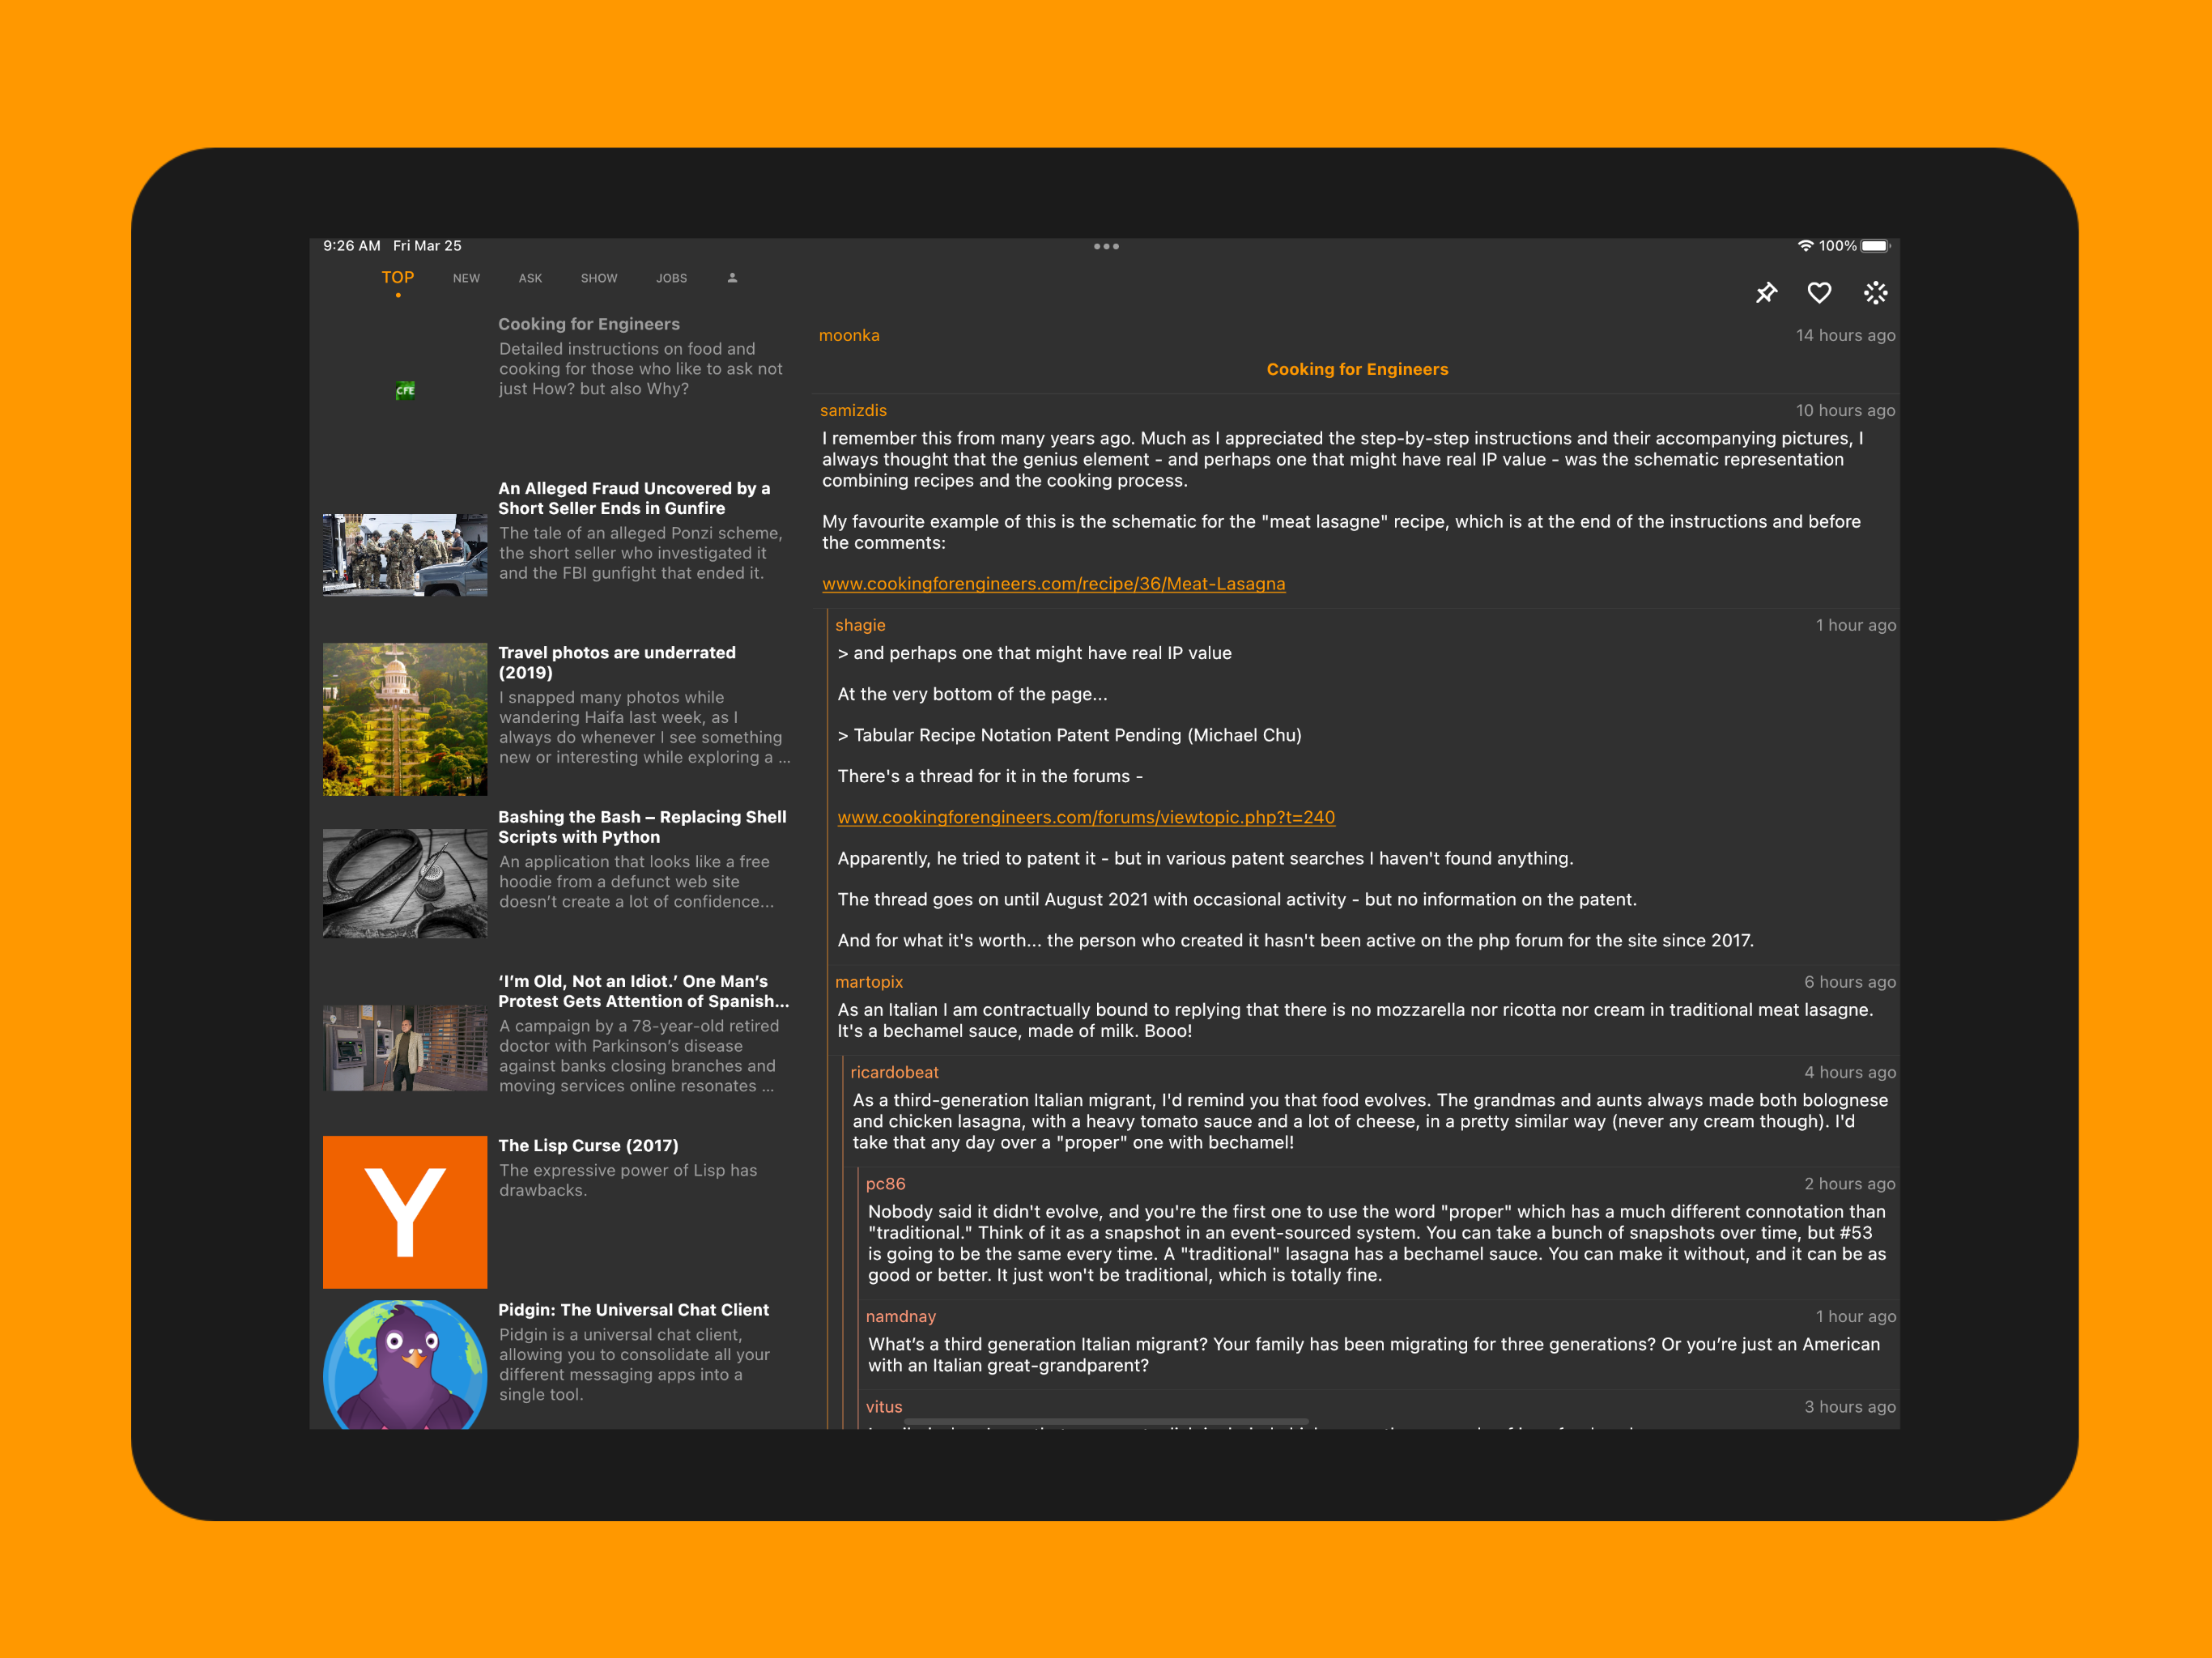 9:26 AM Fri Mar 25
100%
TOP NEW ASK SHOW JOBS
Cooking for Engineers
Detailed instructions on food and
cooking for those who like to ask not
just How? but also Why?
CFE
An Alleged Fraud Uncovered by a
Short Seller Ends in Gunfire
The tale of an alleged Ponzi scheme,
the short seller who investigated it
and the FBI gunfight that ended it.
Travel photos are underrated
(2019)
I snapped many photos while
wandering Haifa last week, as I
always do whenever I see something
new or interesting while exploring a ...
Bashing the Bash – Replacing Shell
Scripts with Python
An application that looks like a free
hoodie from a defunct web site
doesn’t create a lot of confidence...
‘I’m Old, Not an Idiot.’ One Man’s
Protest Gets Attention of Spanish...
A campaign by a 78-year-old retired
doctor with Parkinson’s disease
against banks closing branches and
moving services online resonates ...
Y
The Lisp Curse (2017)
The expressive power of Lisp has
drawbacks.
Pidgin: The Universal Chat Client
Pidgin is a universal chat client,
allowing you to consolidate all your
different messaging apps into a
single tool.
moonka 14 hours ago
Cooking for Engineers
samizdis 10 hours ago
I remember this from many years ago. Much as I appreciated the step-by-step instructions and their accompanying pictures, I
always thought that the genius element - and perhaps one that might have real IP value - was the schematic representation
combining recipes and the cooking process.
My favourite example of this is the schematic for the "meat lasagne" recipe, which is at the end of the instructions and before
the comments:
www.cookingforengineers.com/recipe/36/Meat-Lasagna
shagie 1 hour ago
> and perhaps one that might have real IP value
At the very bottom of the page...
> Tabular Recipe Notation Patent Pending (Michael Chu)
There's a thread for it in the forums -
www.cookingforengineers.com/forums/viewtopic.php?t=240
Apparently, he tried to patent it - but in various patent searches I haven't found anything.
The thread goes on until August 2021 with occasional activity - but no information on the patent.
And for what it's worth... the person who created it hasn't been active on the php forum for the site since 2017.
martopix 6 hours ago
As an Italian I am contractually bound to replying that there is no mozzarella nor ricotta nor cream in traditional meat lasagne.
It's a bechamel sauce, made of milk. Booo!
ricardobeat 4 hours ago
As a third-generation Italian migrant, I'd remind you that food evolves. The grandmas and aunts always made both bolognese
and chicken lasagna, with a heavy tomato sauce and a lot of cheese, in a pretty similar way (never any cream though). I'd
take that any day over a "proper" one with bechamel!
pc86 2 hours ago
Nobody said it didn't evolve, and you're the first one to use the word "proper" which has a much different connotation than
"traditional." Think of it as a snapshot in an event-sourced system. You can take a bunch of snapshots over time, but #53
is going to be the same every time. A "traditional" lasagna has a bechamel sauce. You can make it without, and it can be as
good or better. It just won't be traditional, which is totally fine.
namdnay 1 hour ago
What’s a third generation Italian migrant? Your family has been migrating for three generations? Or you’re just an American
with an Italian great-grandparent?
vitus 3 hours ago